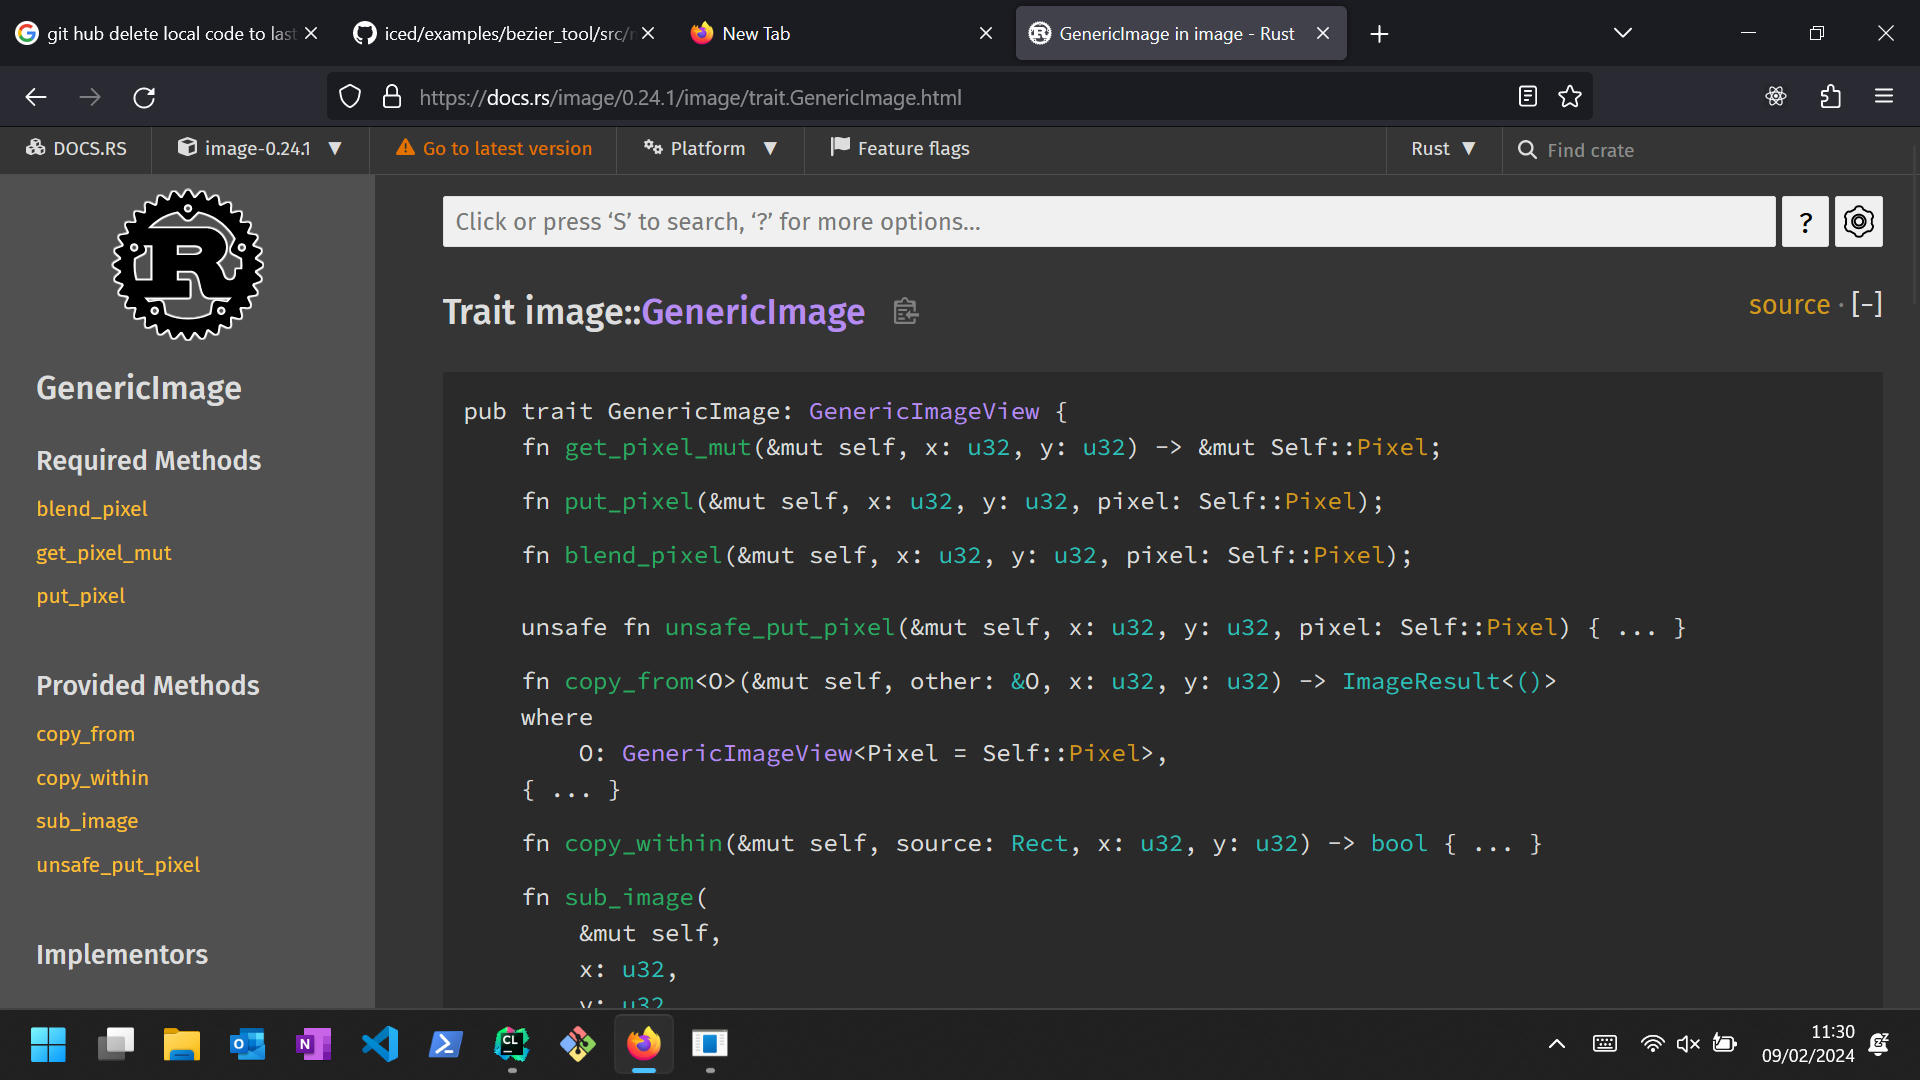 git hub delete local code to last
iced/examples/bezier_tool/src/
New Tab
GenericImage in image - Rust
https://docs.rs/image/0.24.1/image/trait.GenericImage.html
DOCS.RS
image-0.24.1
Go to latest version
Platform
Feature flags
Rust
Find crate
Click or press ‘S’ to search, ‘?’ for more options…
?
GenericImage
Required Methods
blend_pixel
get_pixel_mut
put_pixel
Provided Methods
copy_from
copy_within
sub_image
unsafe_put_pixel
Implementors
Trait image::GenericImage
source · [−]
pub trait GenericImage: GenericImageView {
fn get_pixel_mut(&mut self, x: u32, y: u32) -> &mut Self::Pixel;
fn put_pixel(&mut self, x: u32, y: u32, pixel: Self::Pixel);
fn blend_pixel(&mut self, x: u32, y: u32, pixel: Self::Pixel);
unsafe fn unsafe_put_pixel(&mut self, x: u32, y: u32, pixel: Self::Pixel) { ... }
fn copy_from<O>(&mut self, other: &O, x: u32, y: u32) -> ImageResult<()>
where
O: GenericImageView<Pixel = Self::Pixel>,
{ ... }
fn copy_within(&mut self, source: Rect, x: u32, y: u32) -> bool { ... }
fn sub_image(
&mut self,
x: u32,
y: u32
11:30
09/02/2024